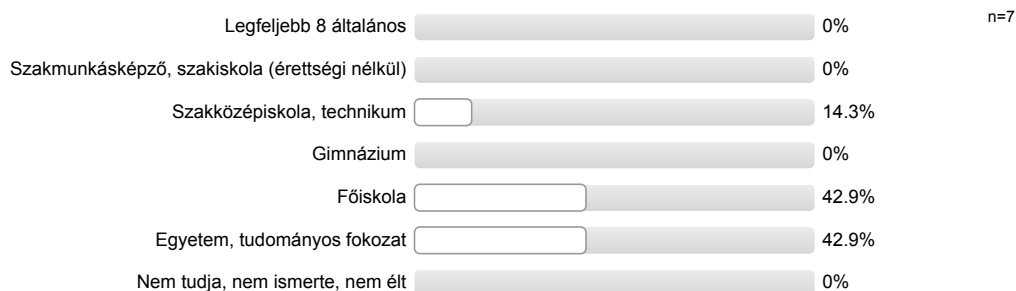 Legfeljebb 8 általános 0% n=7
Szakmunkásképző, szakiskola (érettségi nélkül) 0%
Szakközépiskola, technikum 14.3%
Gimnázium 0%
Főiskola 42.9%
Egyetem, tudományos fokozat 42.9%
Nem tudja, nem ismerte, nem élt 0%